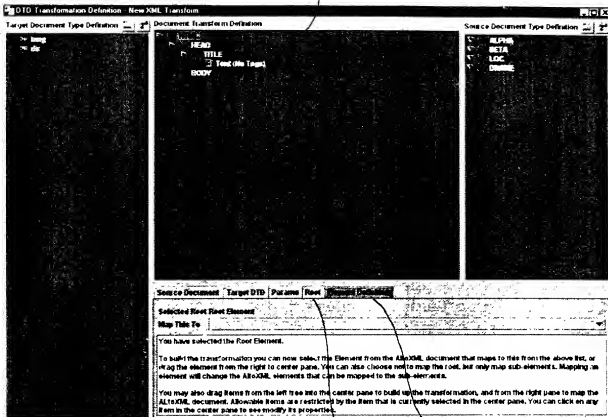 DTD Transformation Definition - New XML Transform
Target Document Type Definition
Document Transform Definition
Source Document Type Definition
lang
dir
HEAD
TITLE
Text (No Tags)
BODY
ALPHA
BETA
LOC
Source Document Target DTD Params Root
Selected Root Root Element
Map This To
You have selected the Root Element.
To build the transformation you can now select the Element from the AltoXML document that maps to this from the above list, or
drag the element from the right to center pane. You can also choose not to map the root, but only map sub-elements. Mapping an
element will change the AltoXML elements that can be mapped to the sub-elements.
You may also drag items from the left tree into the center pane to build up the transformation, and from the right pane to map the
ALtoXML document. Allowable items are restricted by the item that is currently selected in the center pane. You can click on any
item in the center pane to see/modify its properties.